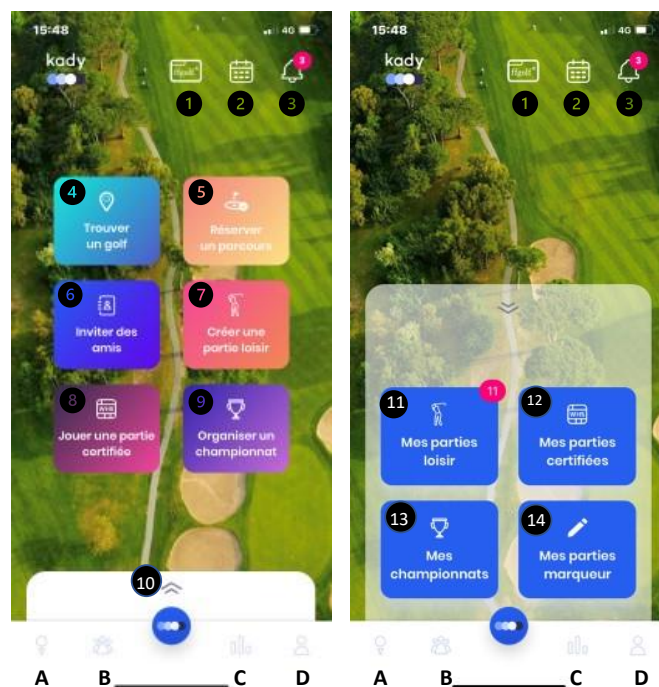 15:48
4G
kady
ffgolf
3
1
2
3
4
5
Trouver
un golf
Réserver
un parcours
6
7
Inviter des
amis
Créer une
partie loisir
8
9
WHS
Jouer une partie
certifiée
Organiser un
championnat
10
A
B
C
D
15:48
4G
kady
ffgolf
3
1
2
3
11
11
12
WHS
Mes parties
loisir
Mes parties
certifiées
13
14
Mes
championnats
Mes parties
marqueur
A
B
C
D